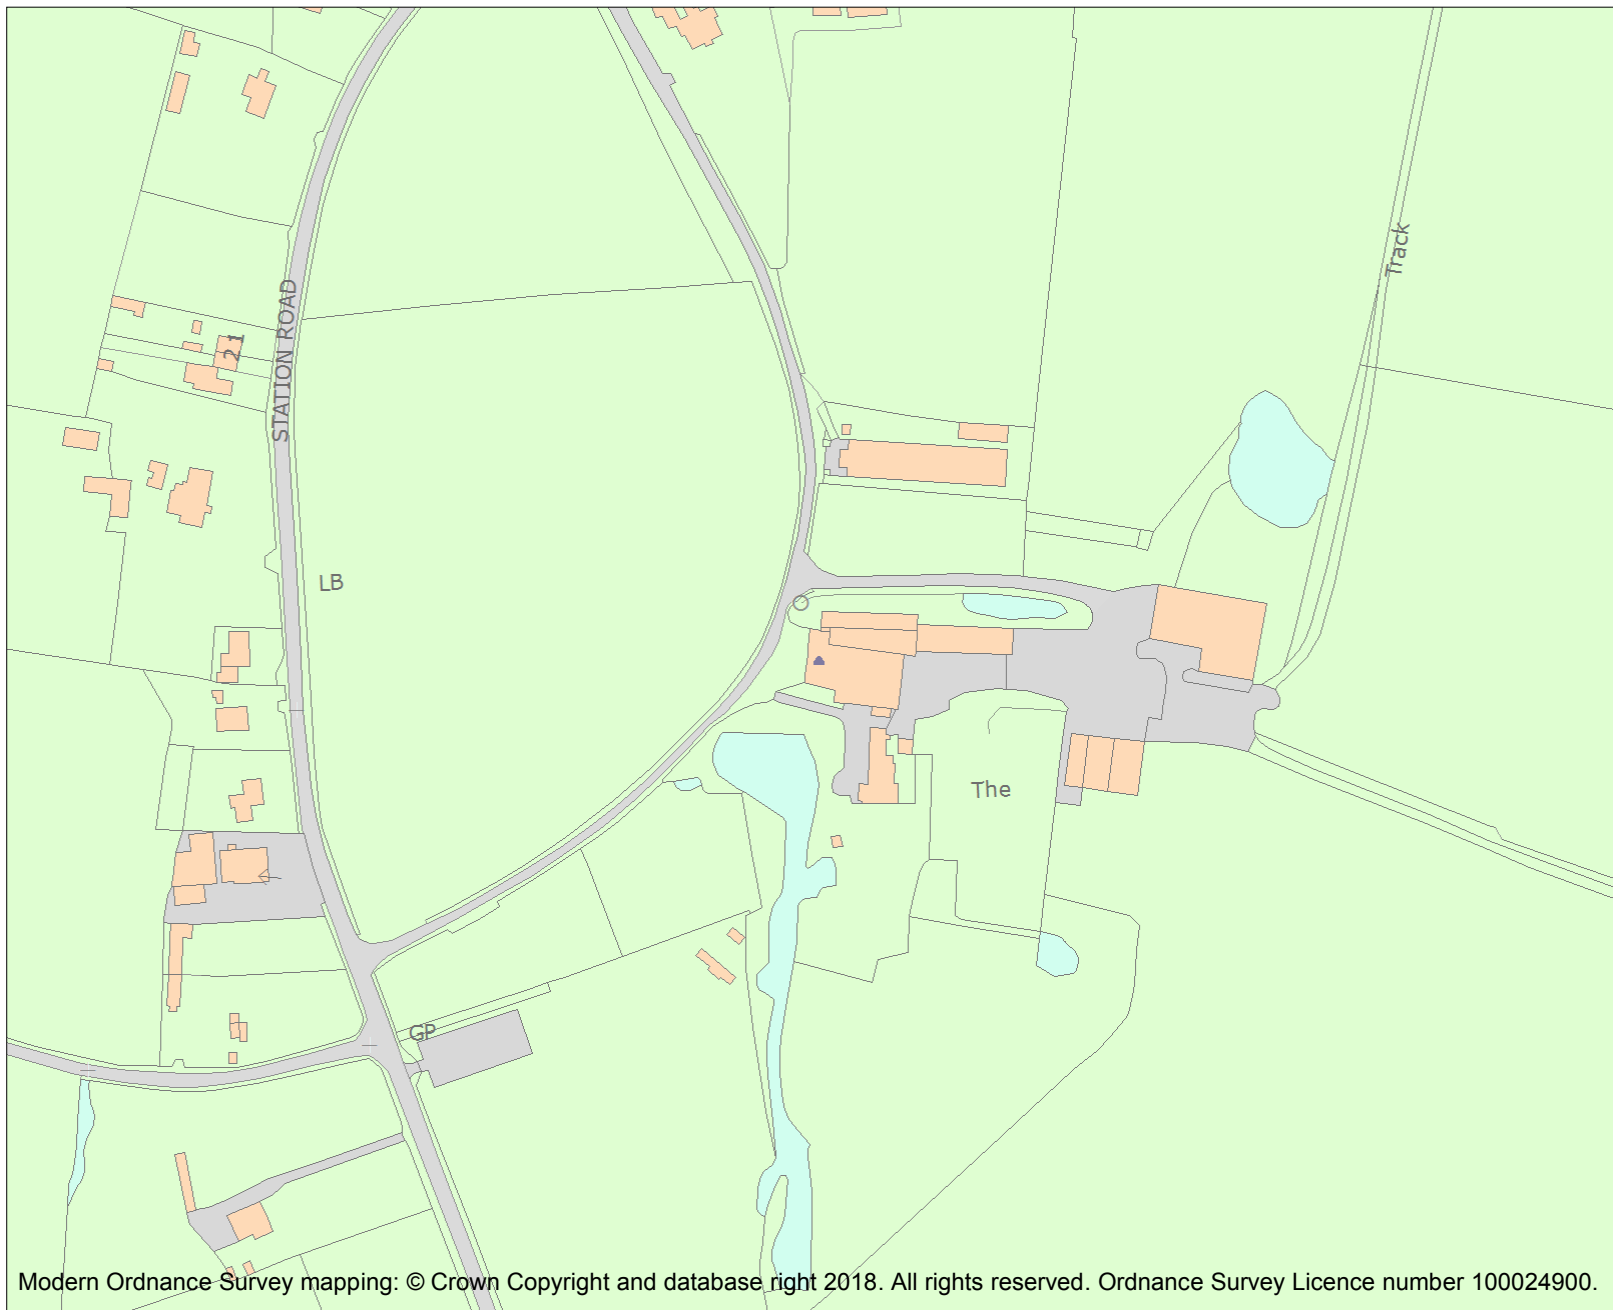 Track
STATION ROAD
21
LB
The
GP
Modern Ordnance Survey mapping: © Crown Copyright and database right 2018. All rights reserved. Ordnance Survey Licence number 100024900.